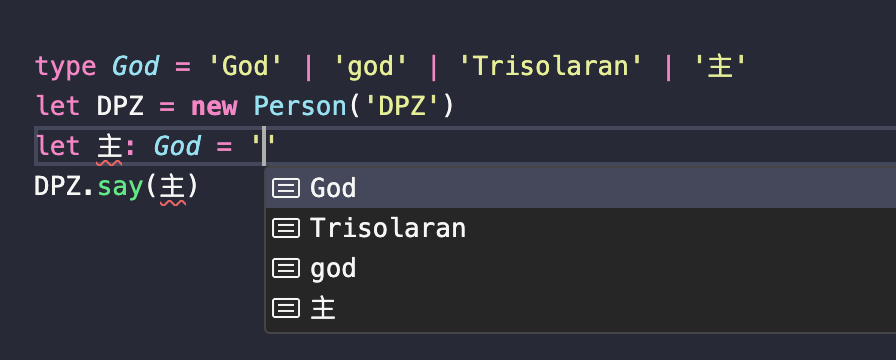 type God = 'God' | 'god' | 'Trisolaran' | '主'
let DPZ = new Person('DPZ')
let 主: God = ''
DPZ.say(主)
God
Trisolaran
god
主